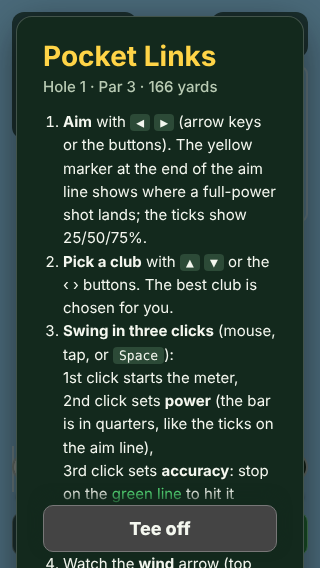 Pocket Links
Hole 1 · Par 3 · 166 yards
1. Aim with ◄ ► (arrow keys
or the buttons). The yellow
marker at the end of the aim
line shows where a full-power
shot lands; the ticks show
25/50/75%.
2. Pick a club with ▲ ▼ or the
‹ › buttons. The best club is
chosen for you.
3. Swing in three clicks (mouse,
tap, or Space):
1st click starts the meter,
2nd click sets power (the bar
is in quarters, like the ticks on
the aim line),
3rd click sets accuracy: stop
on the green line to hit it
Tee off
4. Watch the wind arrow (top